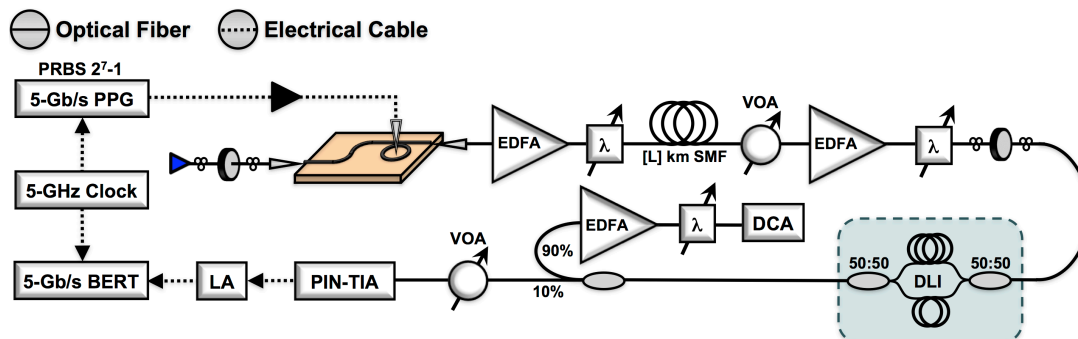 Optical Fiber
Electrical Cable
PRBS 2⁷-1
5-Gb/s PPG
VOA
EDFA
λ
[L] km SMF
EDFA
λ
5-GHz Clock
EDFA
λ
DCA
VOA
90%
50:50
50:50
DLI
5-Gb/s BERT
LA
PIN-TIA
10%